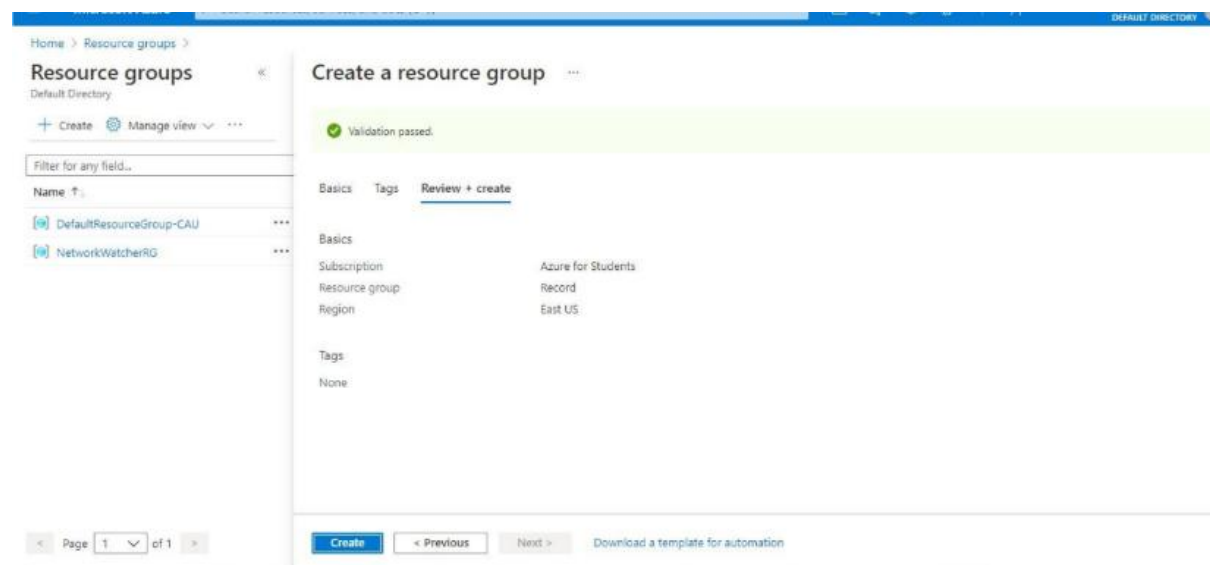 DEFAULT DIRECTORY
Home > Resource groups >
Resource groups
Default Directory
Create
Manage view
Filter for any field...
Name
DefaultResourceGroup-CAU
NetworkWatcherRG
Page 1 of 1
Create a resource group
Validation passed.
Basics Tags Review + create
Basics
Subscription Azure for Students
Resource group Record
Region East US
Tags
None
Create < Previous Next > Download a template for automation